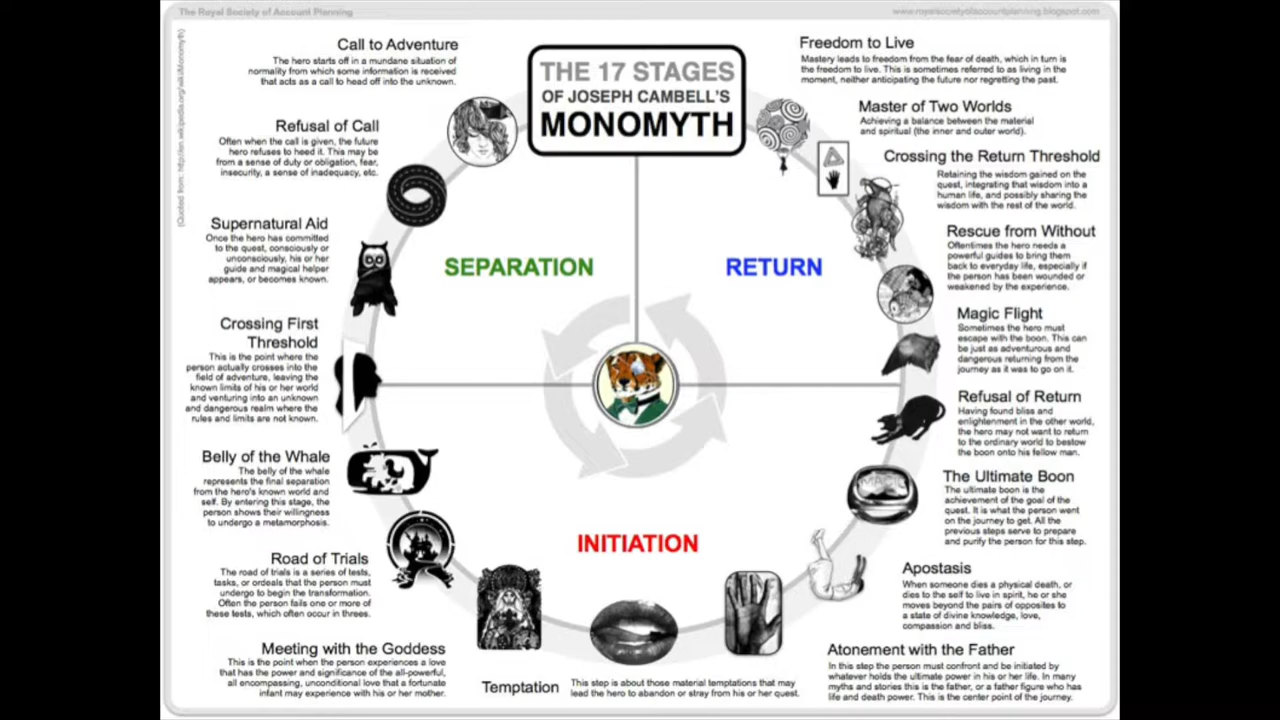 The Royal Society of Account Planning
www.royalsocietyofaccountplanning.blogspot.com
(Quoted from: http://en.wikipedia.org/wiki/Monomyth)
THE 17 STAGES
OF JOSEPH CAMBELL'S
MONOMYTH
Call to Adventure
The hero starts off in a mundane situation of
normality from which some information is received
that acts as a call to head off into the unknown.
Refusal of Call
Often when the call is given, the future
hero refuses to heed it. This may be
from a sense of duty or obligation, fear,
insecurity, a sense of inadequacy, etc.
Supernatural Aid
Once the hero has committed
to the quest, consciously or
unconsciously, his or her
guide and magical helper
appears, or becomes known.
Crossing First
Threshold
This is the point where the
person actually crosses into the
field of adventure, leaving the
known limits of his or her world
and venturing into an unknown
and dangerous realm where the
rules and limits are not known.
Belly of the Whale
The belly of the whale
represents the final separation
from the hero's known world and
self. By entering this stage, the
person shows their willingness
to undergo a metamorphosis.
Road of Trials
The road of trials is a series of tests,
tasks, or ordeals that the person must
undergo to begin the transformation.
Often the person fails one or more of
these tests, which often occur in threes.
Meeting with the Goddess
This is the point when the person experiences a love
that has the power and significance of the all-powerful,
all encompassing, unconditional love that a fortunate
infant may experience with his or her mother.
Temptation
This step is about those material temptations that may
lead the hero to abandon or stray from his or her quest.
SEPARATION
RETURN
INITIATION
Freedom to Live
Mastery leads to freedom from the fear of death, which in turn is
the freedom to live. This is sometimes referred to as living in the
moment, neither anticipating the future nor regretting the past.
Master of Two Worlds
Achieving a balance between the material
and spiritual (the inner and outer world).
Crossing the Return Threshold
Retaining the wisdom gained on the
quest, integrating that wisdom into a
human life, and possibly sharing the
wisdom with the rest of the world.
Rescue from Without
Oftentimes the hero needs a
powerful guides to bring them
back to everyday life, especially if
the person has been wounded or
weakened by the experience.
Magic Flight
Sometimes the hero must
escape with the boon. This can
be just as adventurous and
dangerous returning from the
journey as it was to go on it.
Refusal of Return
Having found bliss and
enlightenment in the other world,
the hero may not want to return
to the ordinary world to bestow
the boon onto his fellow man.
The Ultimate Boon
The ultimate boon is the
achievement of the goal of the
quest. It is what the person went
on the journey to get. All the
previous steps serve to prepare
and purify the person for this step.
Apostasis
When someone dies a physical death, or
dies to the self to live in spirit, he or she
moves beyond the pairs of opposites to
a state of divine knowledge, love,
compassion and bliss.
Atonement with the Father
In this step the person must confront and be initiated by
whatever holds the ultimate power in his or her life. In many
myths and stories this is the father, or a father figure who has
life and death power. This is the center point of the journey.